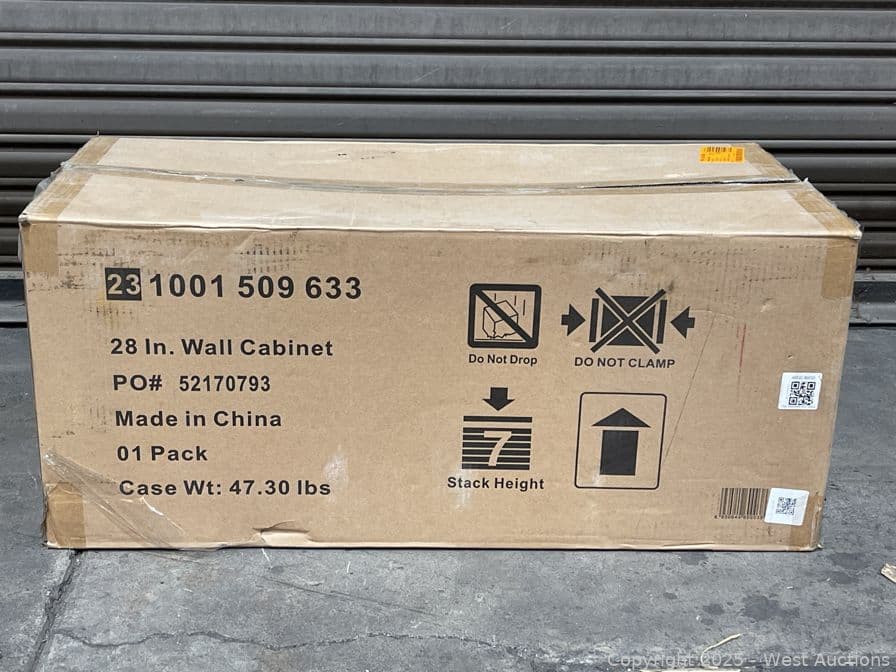 23 1001 509 633
28 In. Wall Cabinet
PO# 52170793
Made in China
01 Pack
Case Wt: 47.30 lbs
Do Not Drop
DO NOT CLAMP
7
Stack Height
Copyright 2025 - West Auctions